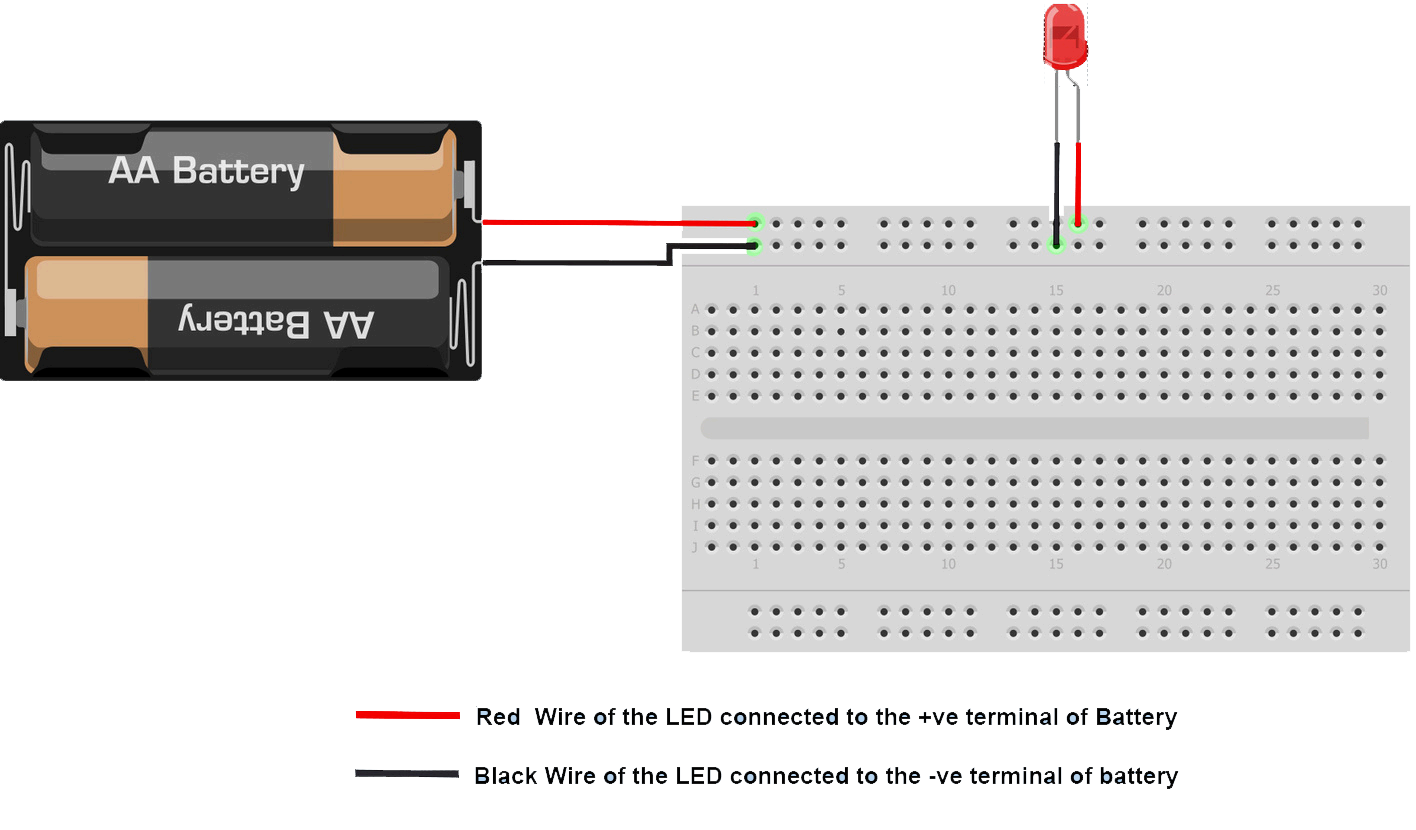 AA Battery
AA Battery
1 5 10 15 20 25 30
A
B
C
D
E
F
G
H
I
J
1 5 10 15 20 25 30
Red Wire of the LED connected to the +ve terminal of Battery
Black Wire of the LED connected to the -ve terminal of battery